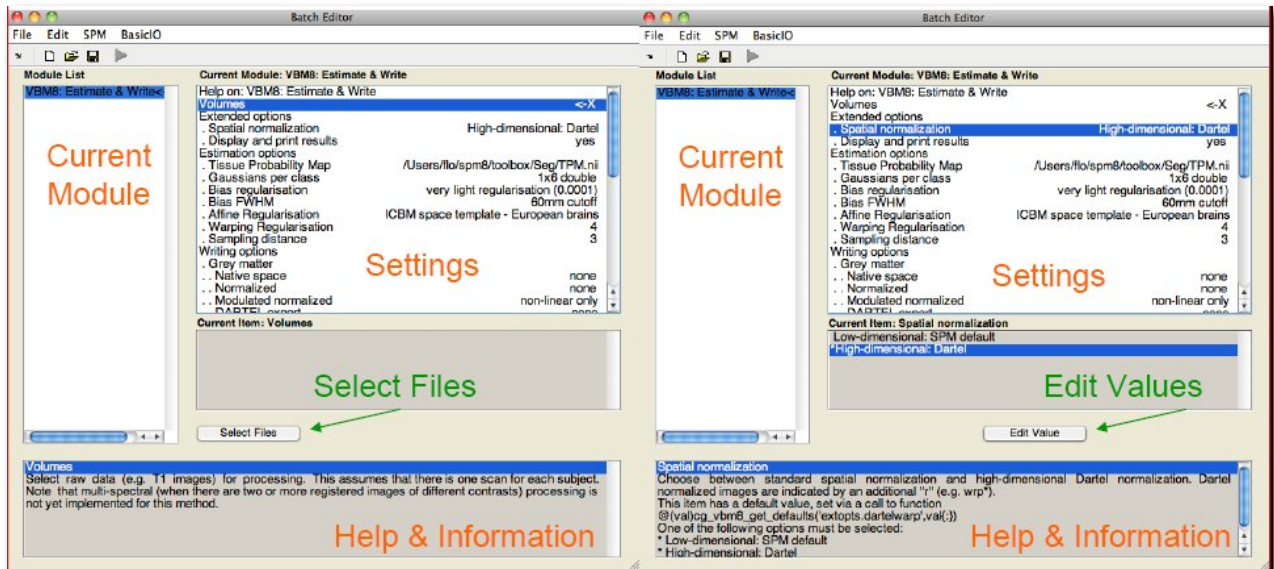 Batch Editor
File Edit SPM BasicIO
Module List
VBM8: Estimate & Write<-
Current Module
Current Module: VBM8: Estimate & Write
Help on: VBM8: Estimate & Write
Volumes <-X
Extended options
. Spatial normalization High-dimensional: Dartel
. Display and print results yes
Estimation options
. Tissue Probability Map /Users/flo/spm8/toolbox/Seg/TPM.nii
. Gaussians per class 1x6 double
. Bias regularisation very light regularisation (0.0001)
. Bias FWHM 60mm cutoff
. Affine Regularisation ICBM space template - European brains
. Warping Regularisation 4
. Sampling distance 3
Writing options
. Grey matter
. . Native space none
. . Normalized none
. . Modulated normalized non-linear only
. . DARTEL export none
Settings
Current Item: Volumes
Select Files
Select Files
Volumes
Select raw data (e.g. T1 images) for processing. This assumes that there is one scan for each subject.
Note that multi-spectral (when there are two or more registered images of different contrasts) processing is
not yet implemented for this method.
Help & Information
Batch Editor
File Edit SPM BasicIO
Module List
VBM8: Estimate & Write<
Current Module
Current Module: VBM8: Estimate & Write
Help on: VBM8: Estimate & Write
Volumes <-X
Extended options
. Spatial normalization High-dimensional: Dartel
. Display and print results yes
Estimation options
. Tissue Probability Map /Users/flo/spm8/toolbox/Seg/TPM.nii
. Gaussians per class 1x6 double
. Bias regularisation very light regularisation (0.0001)
. Bias FWHM 60mm cutoff
. Affine Regularisation ICBM space template - European brains
. Warping Regularisation 4
. Sampling distance 3
Writing options
. Grey matter
. . Native space none
. . Normalized none
. . Modulated normalized non-linear only
. . DARTEL export none
Settings
Current Item: Spatial normalization
Low-dimensional: SPM default
*High-dimensional: Dartel
Edit Values
Edit Value
Spatial normalization
Choose between standard spatial normalization and high-dimensional Dartel normalization. Dartel
normalized images are indicated by an additional "r" (e.g. wrp*).
This item has a default value, set via a call to function
@(val)cg_vbm8_get_defaults('extopts.dartelwarp',val{:})
One of the following options must be selected:
* Low-dimensional: SPM default
* High-dimensional: Dartel
Help & Information